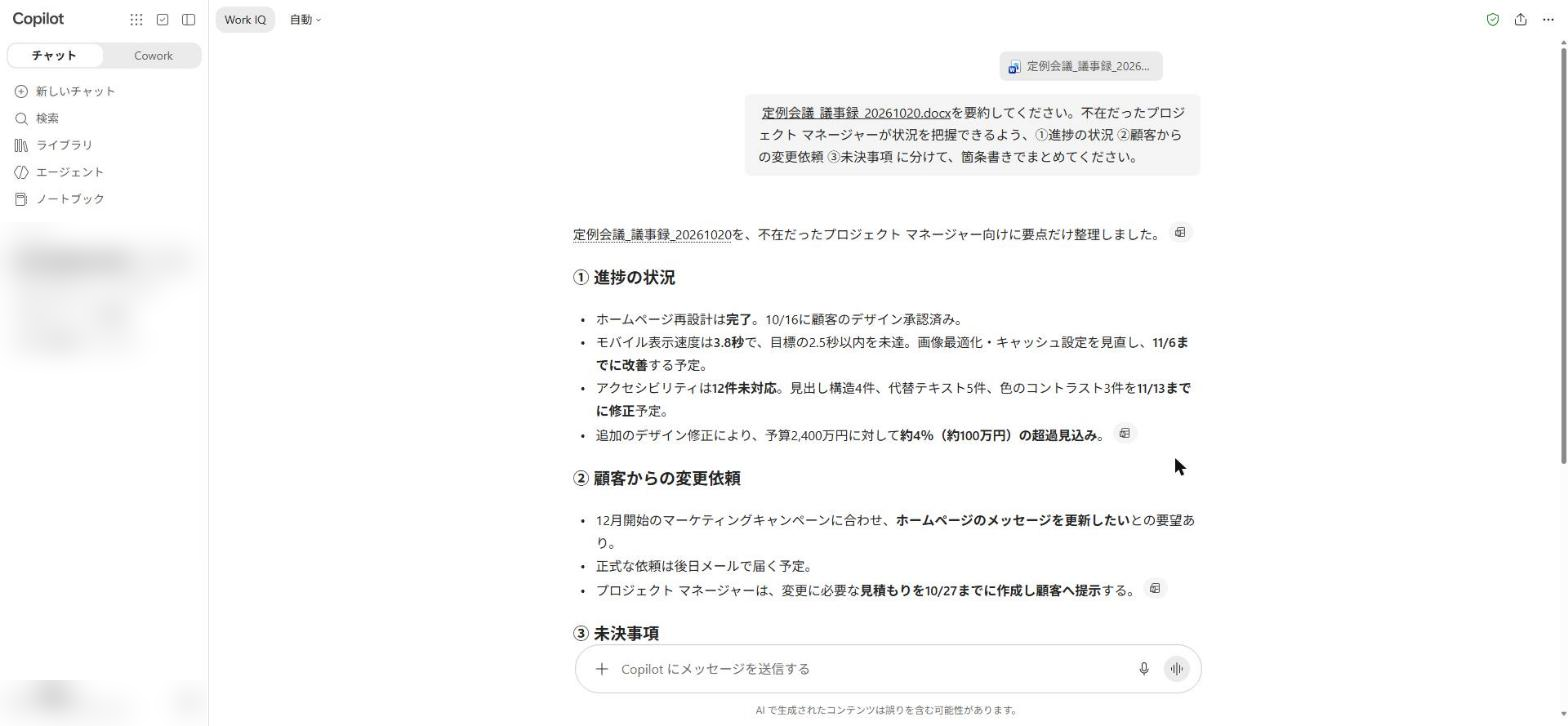 Copilot
Work IQ
自動
チャット
Cowork
新しいチャット
検索
ライブラリ
エージェント
ノートブック
定例会議_議事録_2026...
定例会議_議事録_20261020.docxを要約してください。不在だったプロジ
ェクト マネージャーが状況を把握できるよう、①進捗の状況 ②顧客から
の変更依頼 ③未決事項 に分けて、箇条書きでまとめてください。
定例会議_議事録_20261020を、不在だったプロジェクト マネージャー向けに要点だけ整理しました。
① 進捗の状況
• ホームページ再設計は完了。10/16に顧客のデザイン承認済み。
• モバイル表示速度は3.8秒で、目標の2.5秒以内を未達。画像最適化・キャッシュ設定を見直し、11/6ま
でに改善する予定。
• アクセシビリティは12件未対応。見出し構造4件、代替テキスト5件、色のコントラスト3件を11/13まで
に修正予定。
• 追加のデザイン修正により、予算2,400万円に対して約4%（約100万円）の超過見込み。
② 顧客からの変更依頼
• 12月開始のマーケティングキャンペーンに合わせ、ホームページのメッセージを更新したいとの要望あ
り。
• 正式な依頼は後日メールで届く予定。
• プロジェクト マネージャーは、変更に必要な見積もりを10/27までに作成し顧客へ提示する。
③ 未決事項
Copilot にメッセージを送信する
AI で生成されたコンテンツは誤りを含む可能性があります。